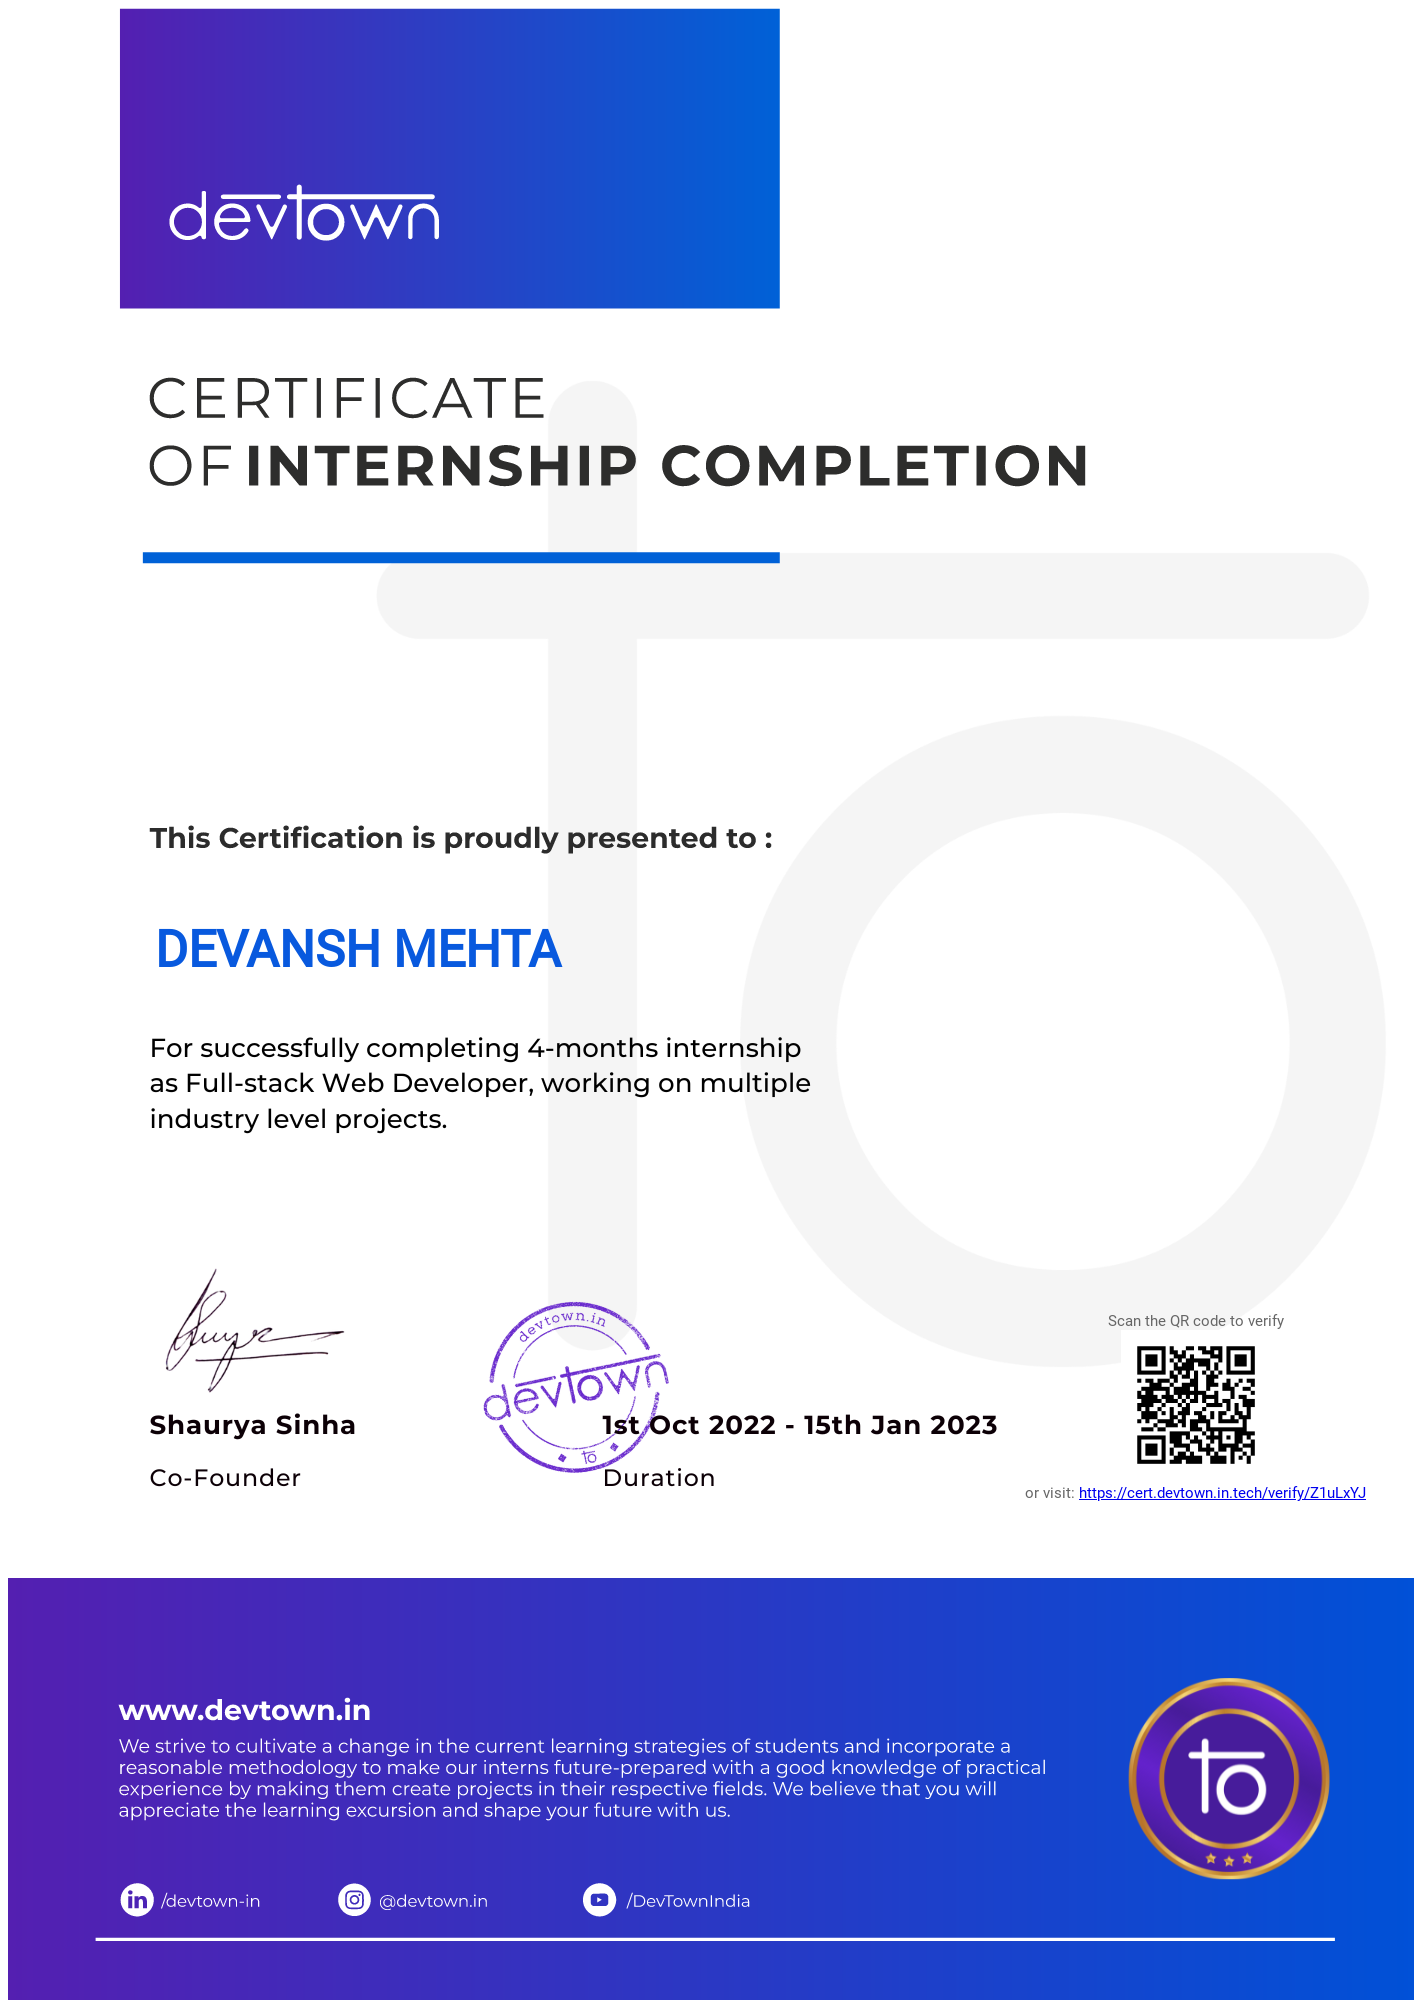 devtown
CERTIFICATE
OF INTERNSHIP COMPLETION
This Certification is proudly presented to :
DEVANSH MEHTA
For successfully completing 4-months internship
as Full-stack Web Developer, working on multiple
industry level projects.
devtown.in
devtown
to
Shaurya Sinha
Co-Founder
1st Oct 2022 - 15th Jan 2023
Duration
Scan the QR code to verify
or visit: https://cert.devtown.in.tech/verify/Z1uLxYJ
www.devtown.in
We strive to cultivate a change in the current learning strategies of students and incorporate a
reasonable methodology to make our interns future-prepared with a good knowledge of practical
experience by making them create projects in their respective fields. We believe that you will
appreciate the learning excursion and shape your future with us.
to
in /devtown-in
@devtown.in
/DevTownIndia